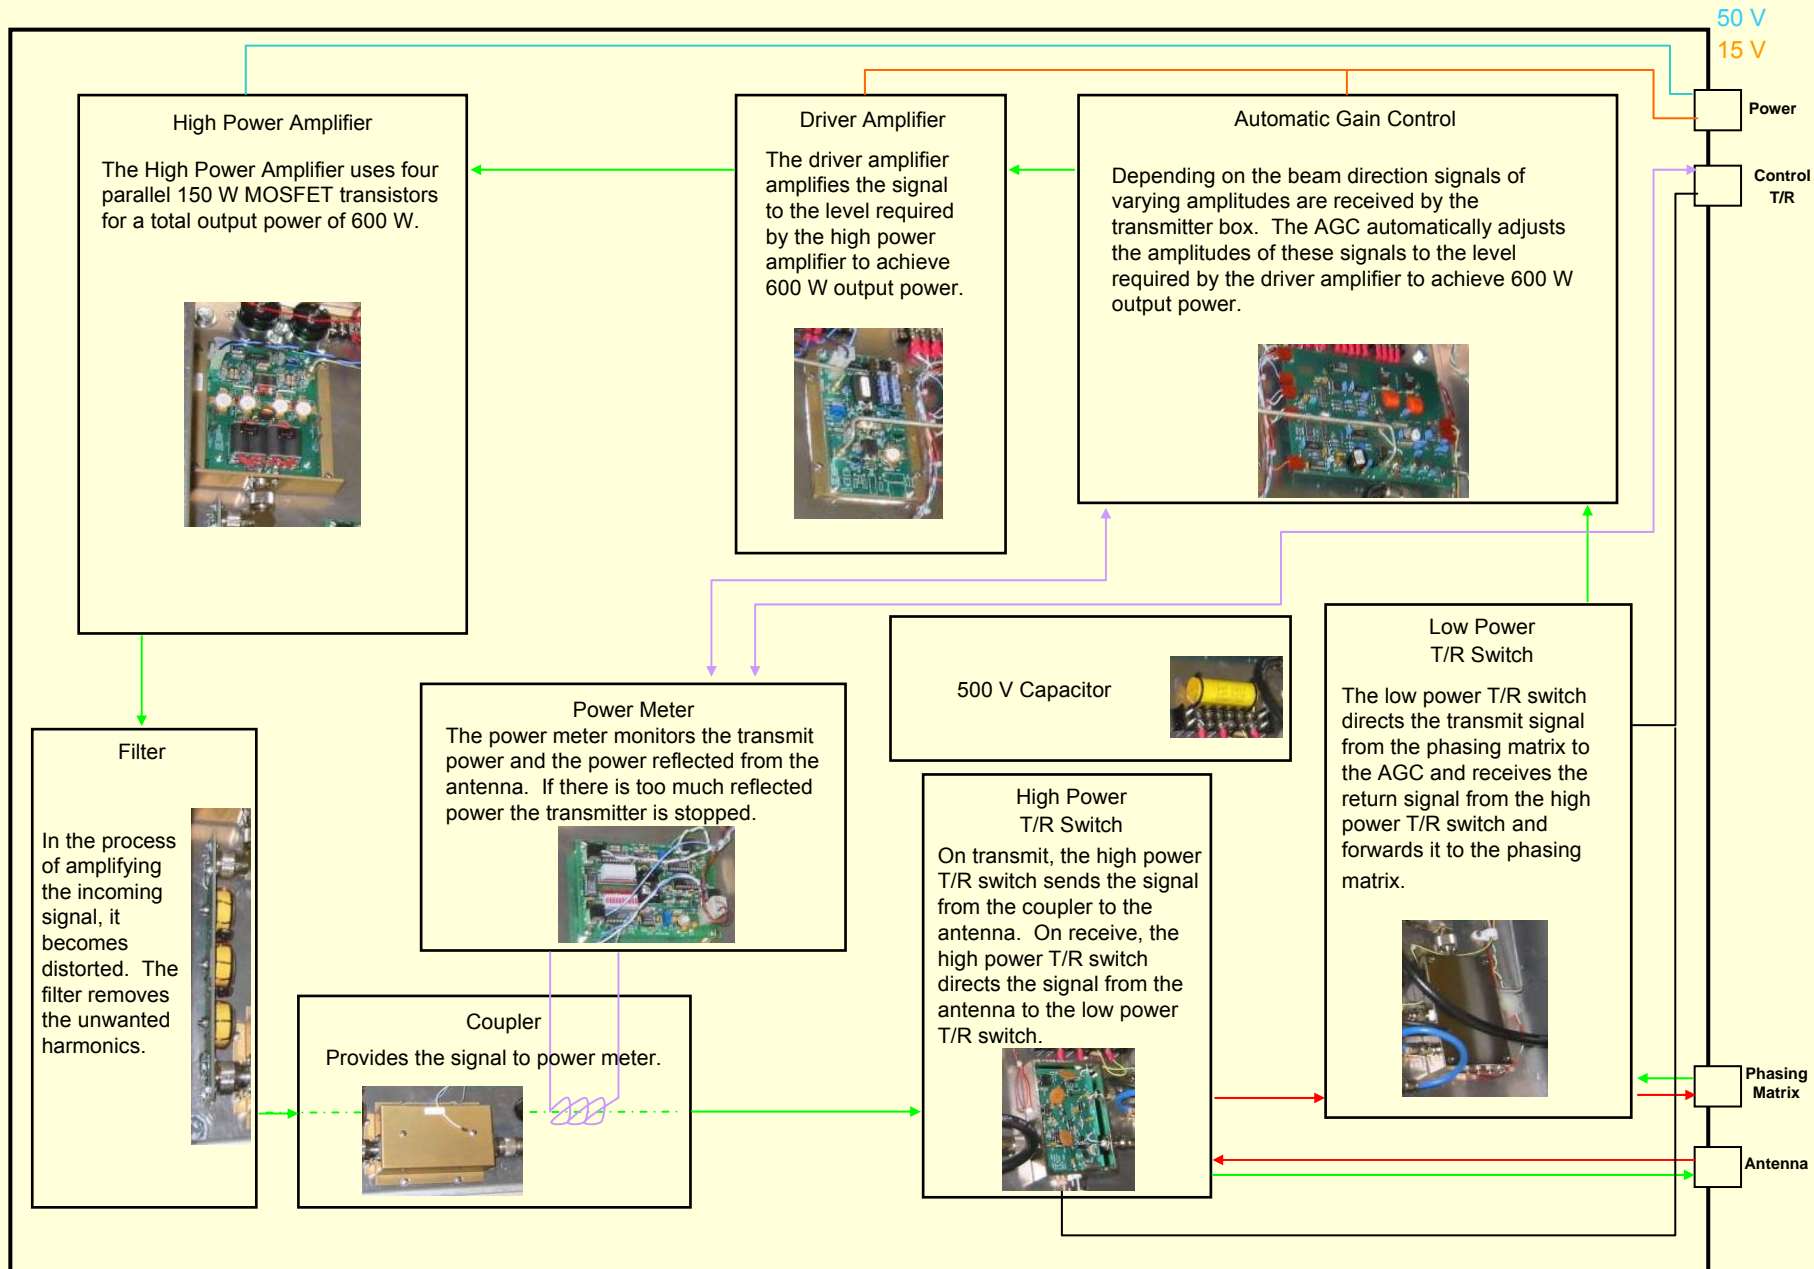 50 V
15 V
Power
Control
T/R
High Power Amplifier
The High Power Amplifier uses four
parallel 150 W MOSFET transistors
for a total output power of 600 W.
Driver Amplifier
The driver amplifier
amplifies the signal
to the level required
by the high power
amplifier to achieve
600 W output power.
Automatic Gain Control
Depending on the beam direction signals of
varying amplitudes are received by the
transmitter box.  The AGC automatically adjusts
the amplitudes of these signals to the level
required by the driver amplifier to achieve 600 W
output power.
Filter
In the process
of amplifying
the incoming
signal, it
becomes
distorted.  The
filter removes
the unwanted
harmonics.
Power Meter
The power meter monitors the transmit
power and the power reflected from the
antenna.  If there is too much reflected
power the transmitter is stopped.
Coupler
Provides the signal to power meter.
500 V Capacitor
High Power
T/R Switch
On transmit, the high power
T/R switch sends the signal
from the coupler to the
antenna.  On receive, the
high power T/R switch
directs the signal from the
antenna to the low power
T/R switch.
Low Power
T/R Switch
The low power T/R switch
directs the transmit signal
from the phasing matrix to
the AGC and receives the
return signal from the high
power T/R switch and
forwards it to the phasing
matrix.
Phasing
Matrix
Antenna